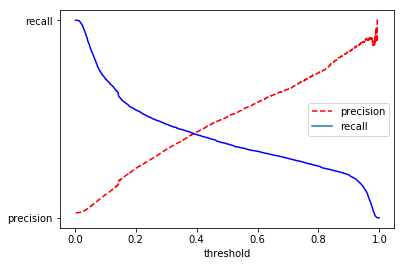 recall
precision
recall
precision
0.0 0.2 0.4 0.6 0.8 1.0
threshold